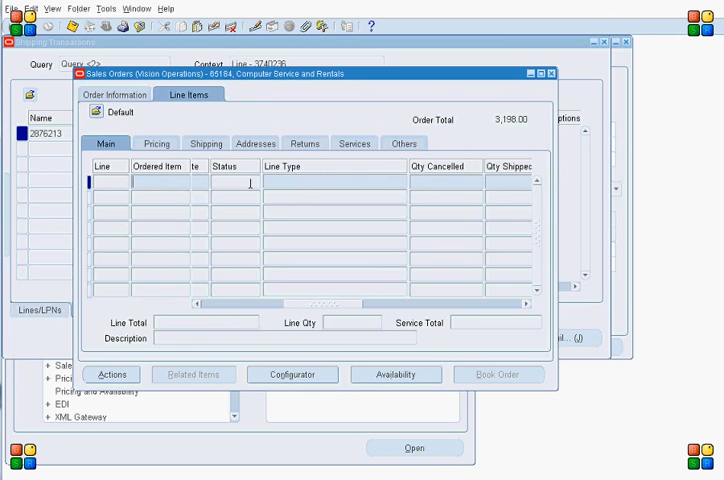 File Edit View Folder Tools Window Help
Shipping Transactions
Query Query <2> Context Line - 3740236
Sales Orders (Vision Operations) - 65184, Computer Service and Rentals
Order Information Line Items
Default
Order Total 3,198.00
Name
2876213
ptions
Main Pricing Shipping Addresses Returns Services Others
Line Ordered Item te Status Line Type Qty Cancelled Qty Shipped
Lines/LPNs
Line Total Line Qty Service Total
Description
il... (J)
Actions Related Items Configurator Availability Book Order
+ Sale
+ Prici
Pricing and Availability
+ EDI
+ XML Gateway
Open